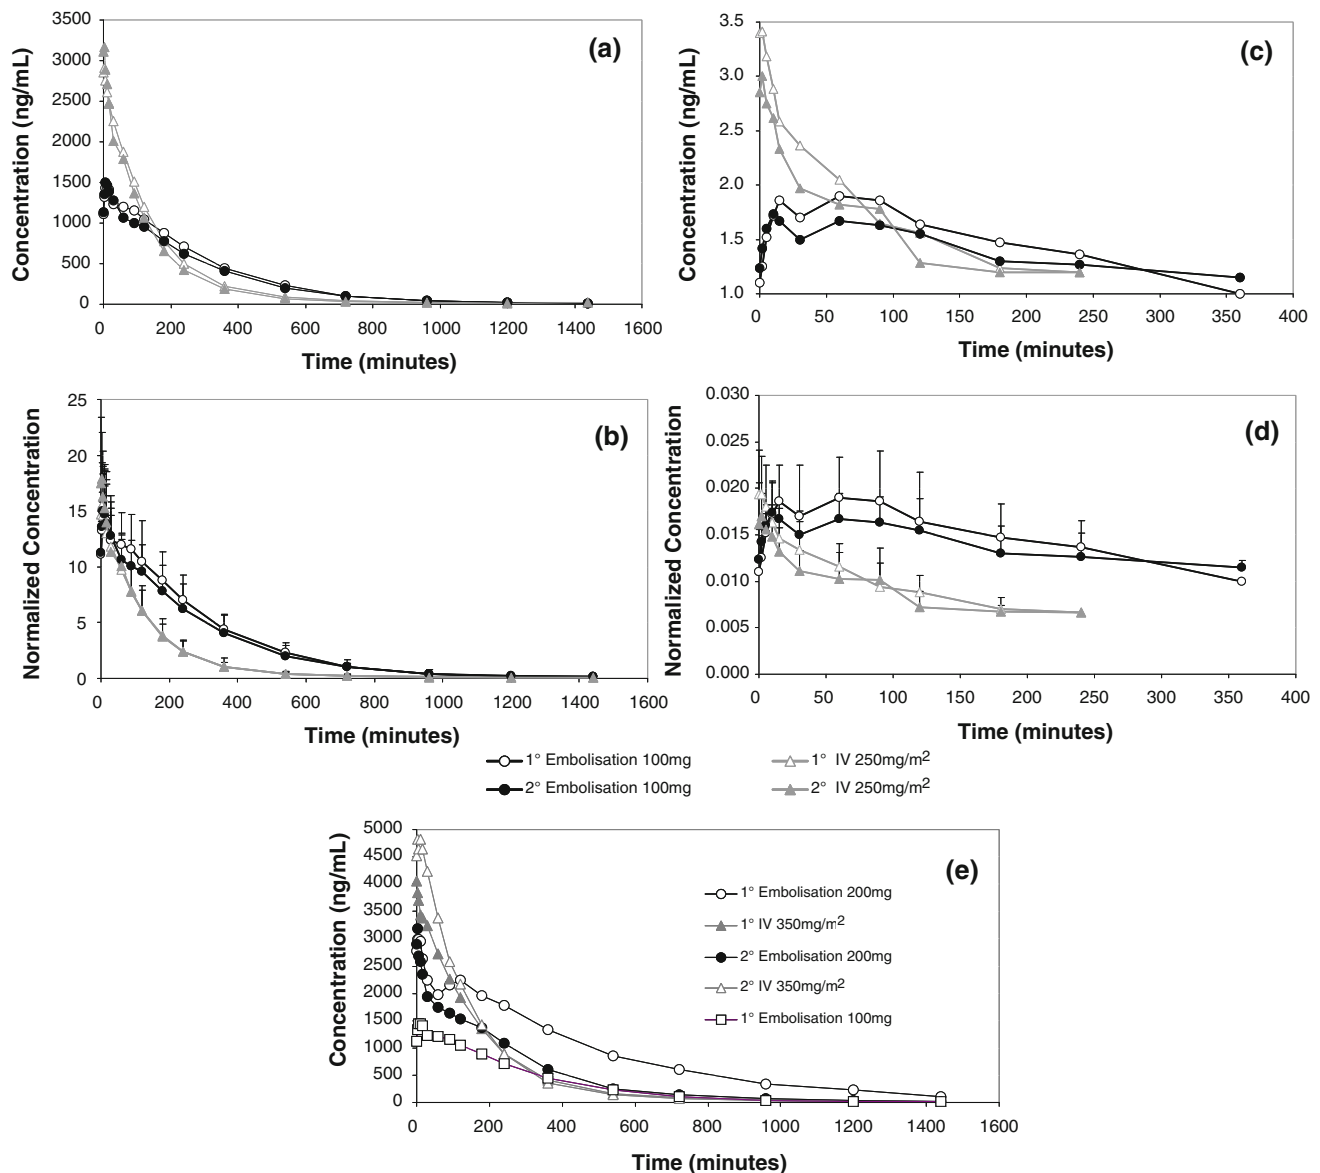 (a)
Concentration (ng/mL)
3500
3000
2500
2000
1500
1000
500
0
0 200 400 600 800 1000 1200 1400 1600
Time (minutes)
(c)
Concentration (ng/mL)
3.5
3.0
2.5
2.0
1.5
1.0
0 50 100 150 200 250 300 350 400
Time (minutes)
(b)
Normalized Concentration
25
20
15
10
5
0
0 200 400 600 800 1000 1200 1400 1600
Time (minutes)
(d)
Normalized Concentration
0.030
0.025
0.020
0.015
0.010
0.005
0.000
0 50 100 150 200 250 300 350 400
Time (minutes)
1° Embolisation 100mg
1° IV 250mg/m²
2° Embolisation 100mg
2° IV 250mg/m²
(e)
Concentration (ng/mL)
5000
4500
4000
3500
3000
2500
2000
1500
1000
500
0
0 200 400 600 800 1000 1200 1400 1600
Time (minutes)
1° Embolisation 200mg
1° IV 350mg/m²
2° Embolisation 200mg
2° IV 350mg/m²
1° Embolisation 100mg